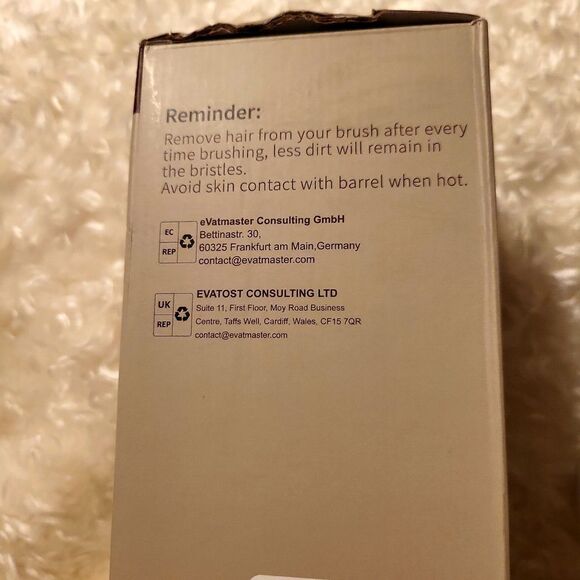 Reminder:
Remove hair from your brush after every
time brushing, less dirt will remain in
the bristles.
Avoid skin contact with barrel when hot.
EC
REP
eVatmaster Consulting GmbH
Bettinastr. 30,
60325 Frankfurt am Main,Germany
contact@evatmaster.com
UK
REP
EVATOST CONSULTING LTD
Suite 11, First Floor, Moy Road Business
Centre, Taffs Well, Cardiff, Wales, CF15 7QR
contact@evatmaster.com